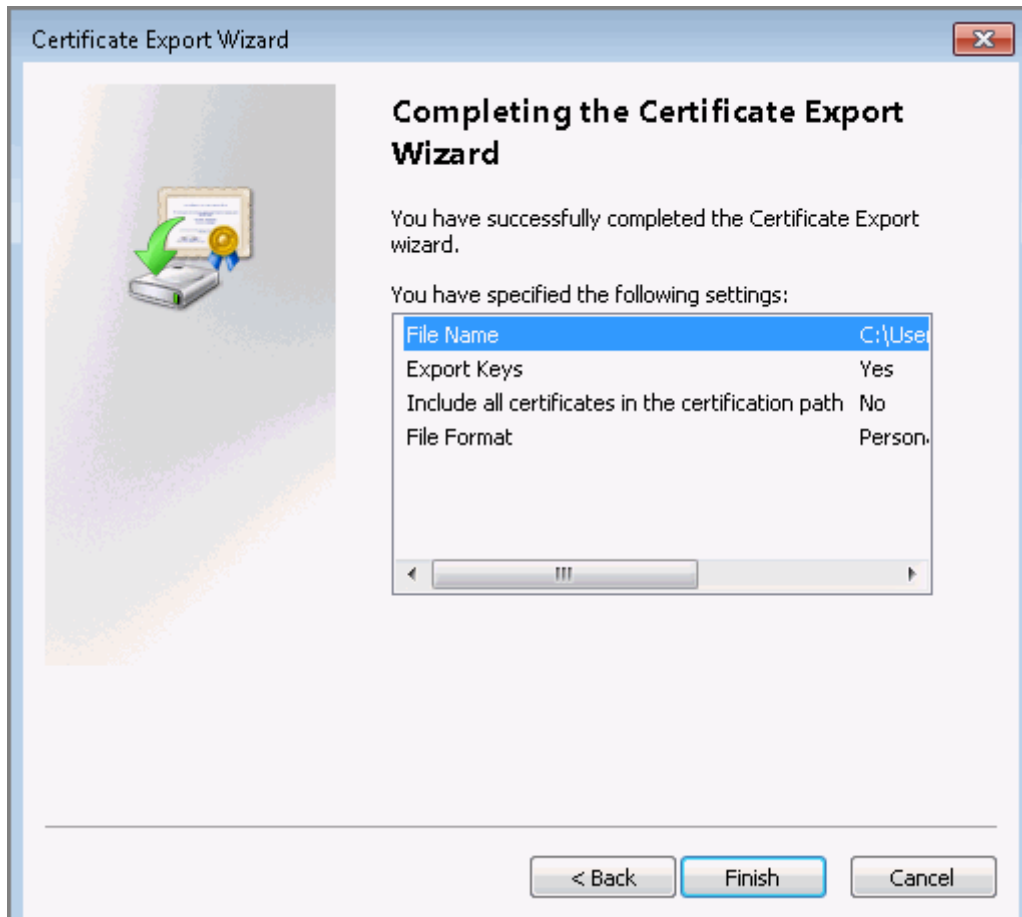 Certificate Export Wizard
Completing the Certificate Export
Wizard
You have successfully completed the Certificate Export
wizard.
You have specified the following settings:
File Name C:\User
Export Keys Yes
Include all certificates in the certification path No
File Format Person
< Back Finish Cancel